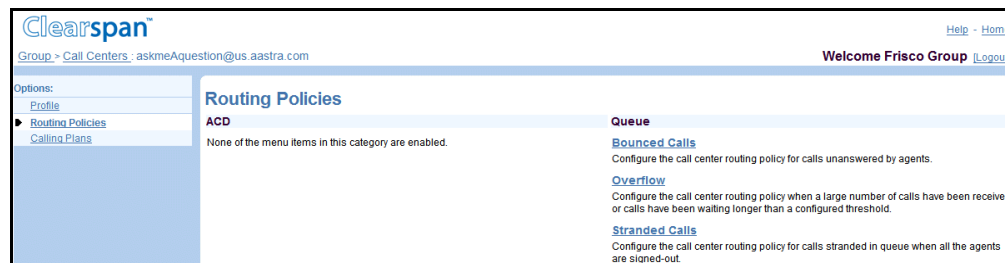 Clearspan™
Help - Home
Group > Call Centers : askmeAquestion@us.aastra.com
Welcome Frisco Group [Logou
Options:
Profile
Routing Policies
Calling Plans
Routing Policies
ACD
None of the menu items in this category are enabled.
Queue
Bounced Calls
Configure the call center routing policy for calls unanswered by agents.
Overflow
Configure the call center routing policy when a large number of calls have been receive
or calls have been waiting longer than a configured threshold.
Stranded Calls
Configure the call center routing policy for calls stranded in queue when all the agents
are signed-out.